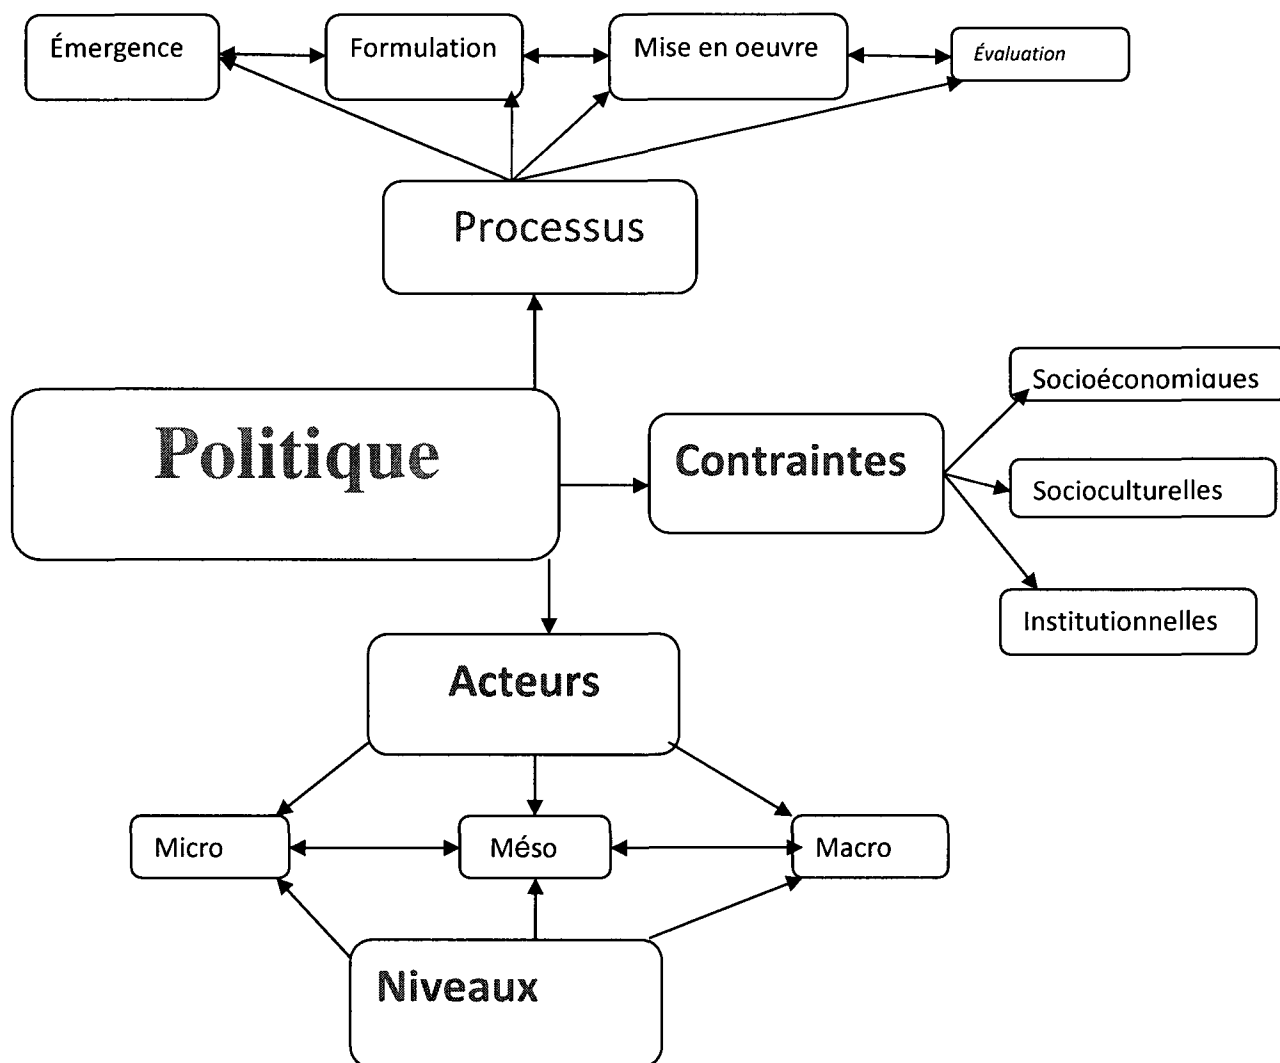 Émergence
Formulation
Mise en oeuvre
Évaluation
Processus
Politique
Contraintes
Socioéconomiques
Socioculturelles
Institutionnelles
Acteurs
Micro
Méso
Macro
Niveaux